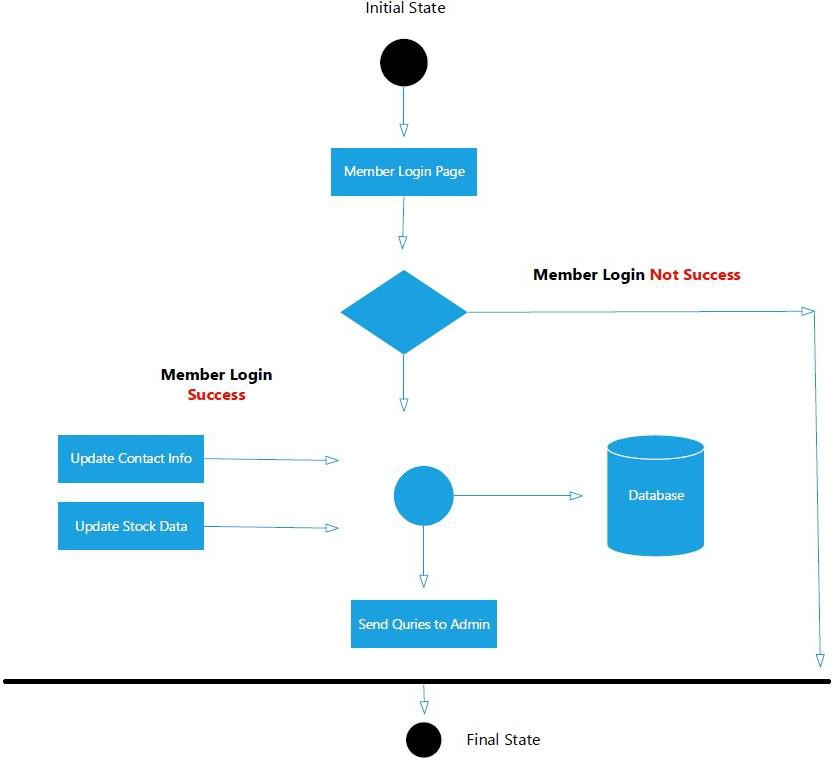 Initial State
Member Login Page
Member Login Not Success
Member Login
Success
Update Contact Info
Database
Update Stock Data
Send Quries to Admin
Final State